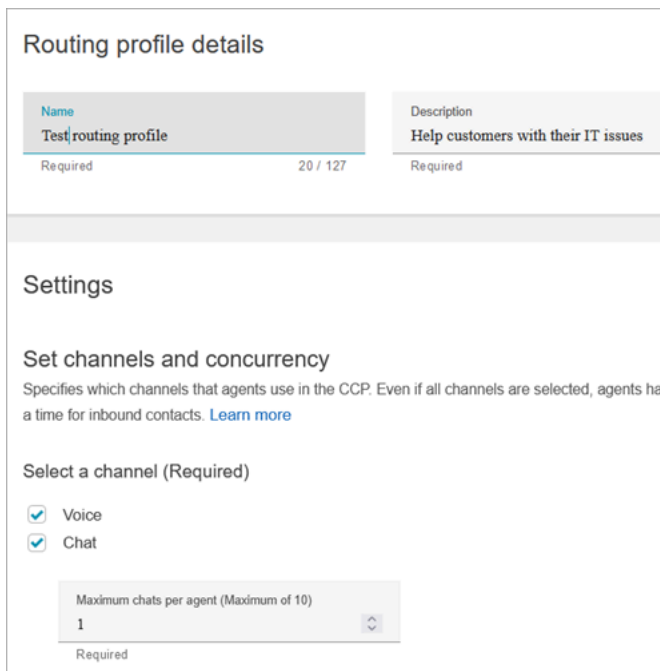 Routing profile details
Name
Description
Test routing profile
Help customers with their IT issues
Required
20 / 127
Required
Settings
Set channels and concurrency
Specifies which channels that agents use in the CCP. Even if all channels are selected, agents ha
a time for inbound contacts. Learn more
Select a channel (Required)
Voice
Chat
Maximum chats per agent (Maximum of 10)
1
Required